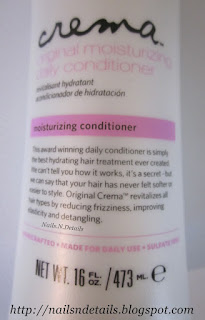 crema.
original moisturizing
daily conditioner
revitalisant hydratant
acondicionador de hidratación
moisturizing conditioner
This award winning daily conditioner is simply
the best hydrating hair treatment ever created.
We can't tell you how it works, it's a secret - but
we can say that your hair has never felt softer or
easier to style. Original Crema™ revitalizes all
hair types by reducing frizziness, improving
elasticity and detangling.
Nails.N.Details
HANDCRAFTED • MADE FOR DAILY USE • SULFATE
NET WT. 16 FL. OZ. / 473 ML e
http://nailsndetails.blogspot.com